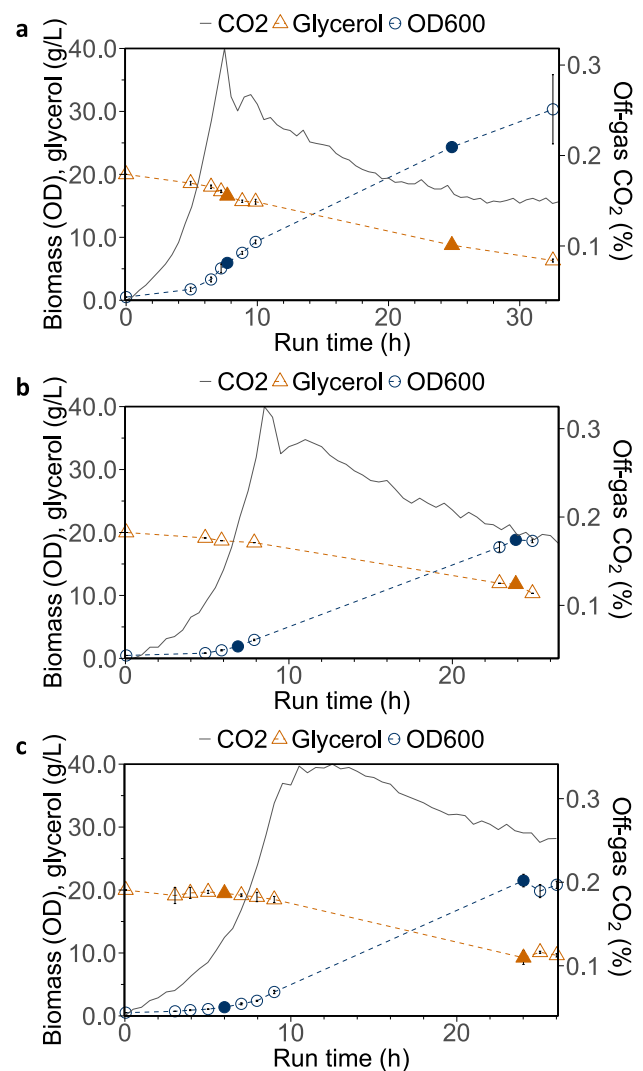 a
CO2 Glycerol OD600
Biomass (OD), glycerol (g/L)
40.0
30.0
20.0
10.0
0.0
0.3
0.2
0.1
Off-gas CO2 (%)
0 10 20 30
Run time (h)
b
CO2 Glycerol OD600
Biomass (OD), glycerol (g/L)
40.0
30.0
20.0
10.0
0.0
0.3
0.2
0.1
Off-gas CO2 (%)
0 10 20
Run time (h)
c
CO2 Glycerol OD600
Biomass (OD), glycerol (g/L)
40.0
30.0
20.0
10.0
0.0
0.3
0.2
0.1
Off-gas CO2 (%)
0 10 20
Run time (h)